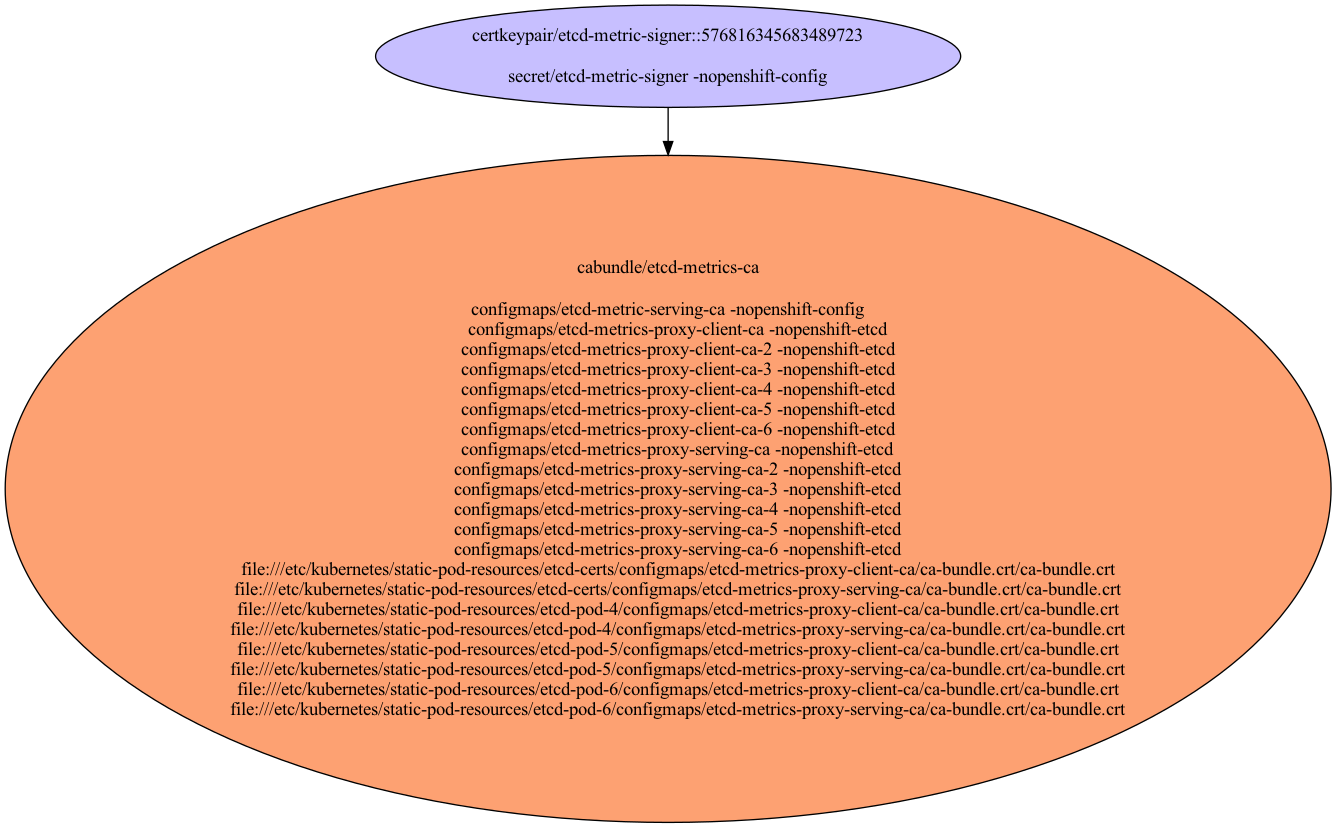 certkeypair/etcd-metric-signer::576816345683489723
secret/etcd-metric-signer -nopenshift-config
cabundle/etcd-metrics-ca
configmaps/etcd-metric-serving-ca -nopenshift-config
configmaps/etcd-metrics-proxy-client-ca -nopenshift-etcd
configmaps/etcd-metrics-proxy-client-ca-2 -nopenshift-etcd
configmaps/etcd-metrics-proxy-client-ca-3 -nopenshift-etcd
configmaps/etcd-metrics-proxy-client-ca-4 -nopenshift-etcd
configmaps/etcd-metrics-proxy-client-ca-5 -nopenshift-etcd
configmaps/etcd-metrics-proxy-client-ca-6 -nopenshift-etcd
configmaps/etcd-metrics-proxy-serving-ca -nopenshift-etcd
configmaps/etcd-metrics-proxy-serving-ca-2 -nopenshift-etcd
configmaps/etcd-metrics-proxy-serving-ca-3 -nopenshift-etcd
configmaps/etcd-metrics-proxy-serving-ca-4 -nopenshift-etcd
configmaps/etcd-metrics-proxy-serving-ca-5 -nopenshift-etcd
configmaps/etcd-metrics-proxy-serving-ca-6 -nopenshift-etcd
file:///etc/kubernetes/static-pod-resources/etcd-certs/configmaps/etcd-metrics-proxy-client-ca/ca-bundle.crt/ca-bundle.crt
file:///etc/kubernetes/static-pod-resources/etcd-certs/configmaps/etcd-metrics-proxy-serving-ca/ca-bundle.crt/ca-bundle.crt
file:///etc/kubernetes/static-pod-resources/etcd-pod-4/configmaps/etcd-metrics-proxy-client-ca/ca-bundle.crt/ca-bundle.crt
file:///etc/kubernetes/static-pod-resources/etcd-pod-4/configmaps/etcd-metrics-proxy-serving-ca/ca-bundle.crt/ca-bundle.crt
file:///etc/kubernetes/static-pod-resources/etcd-pod-5/configmaps/etcd-metrics-proxy-client-ca/ca-bundle.crt/ca-bundle.crt
file:///etc/kubernetes/static-pod-resources/etcd-pod-5/configmaps/etcd-metrics-proxy-serving-ca/ca-bundle.crt/ca-bundle.crt
file:///etc/kubernetes/static-pod-resources/etcd-pod-6/configmaps/etcd-metrics-proxy-client-ca/ca-bundle.crt/ca-bundle.crt
file:///etc/kubernetes/static-pod-resources/etcd-pod-6/configmaps/etcd-metrics-proxy-serving-ca/ca-bundle.crt/ca-bundle.crt